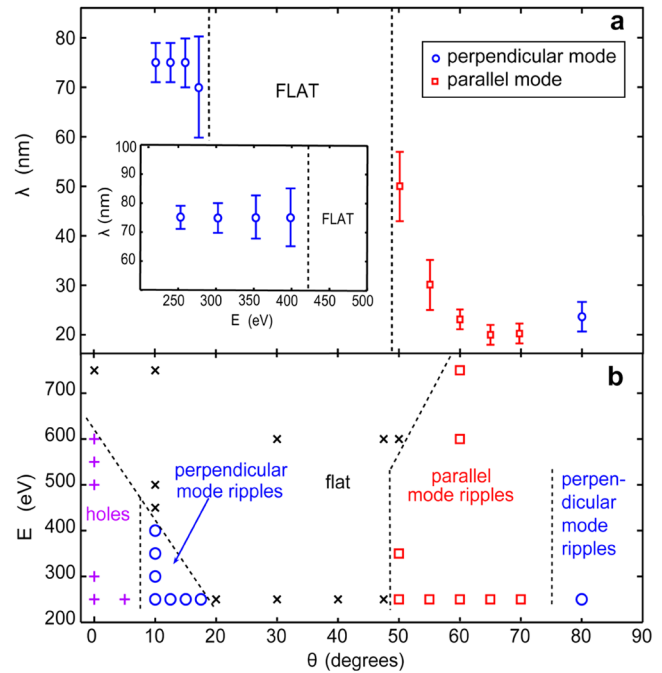 a
80
70
60
50
40
30
20
λ (nm)
FLAT
perpendicular mode
parallel mode
100
90
80
70
60
λ (nm)
FLAT
250 300 350 400 450 500
E (eV)
b
700
600
500
400
300
200
E (eV)
holes
perpendicular
mode ripples
flat
parallel
mode ripples
perpen-
dicular
mode
ripples
0 10 20 30 40 50 60 70 80 90
θ (degrees)